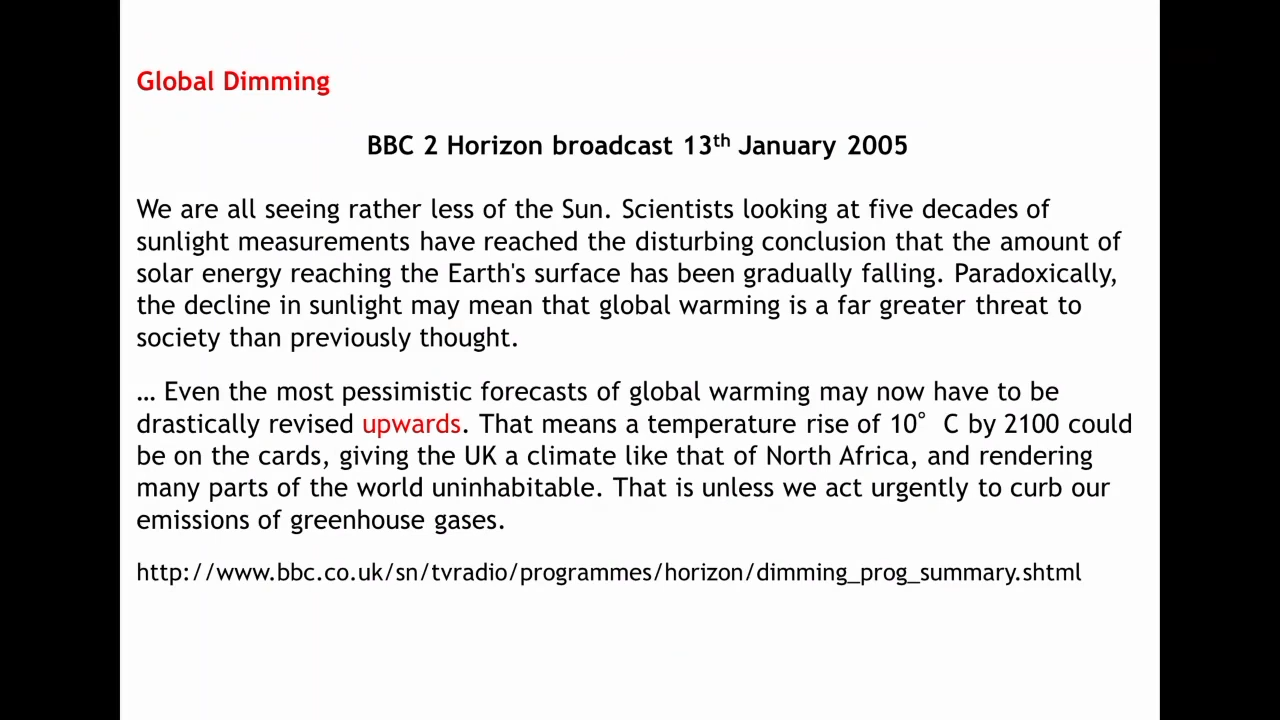 Global Dimming
BBC 2 Horizon broadcast 13th January 2005
We are all seeing rather less of the Sun. Scientists looking at five decades of
sunlight measurements have reached the disturbing conclusion that the amount of
solar energy reaching the Earth's surface has been gradually falling. Paradoxically,
the decline in sunlight may mean that global warming is a far greater threat to
society than previously thought.
… Even the most pessimistic forecasts of global warming may now have to be
drastically revised upwards. That means a temperature rise of 10° C by 2100 could
be on the cards, giving the UK a climate like that of North Africa, and rendering
many parts of the world uninhabitable. That is unless we act urgently to curb our
emissions of greenhouse gases.
http://www.bbc.co.uk/sn/tvradio/programmes/horizon/dimming_prog_summary.shtml